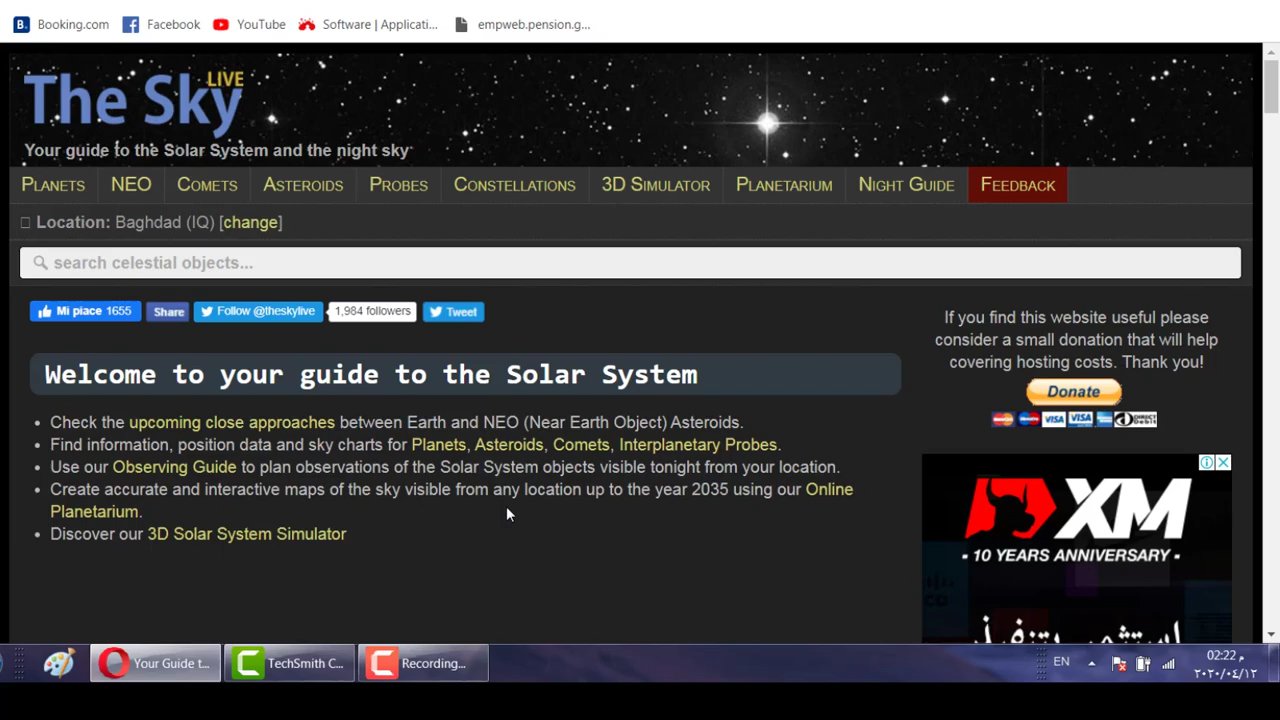 Booking.com Facebook YouTube Software | Applicati... empweb.pension.g...
The Sky LIVE
Your guide to the Solar System and the night sky
PLANETS NEO COMETS ASTEROIDS PROBES CONSTELLATIONS 3D SIMULATOR PLANETARIUM NIGHT GUIDE FEEDBACK
Location: Baghdad (IQ) [change]
search celestial objects...
Mi piace 1655 Share Follow @theskylive 1,984 followers Tweet
If you find this website useful please
consider a small donation that will help
covering hosting costs. Thank you!
Donate
VISA VISA DIRECT Debit
Welcome to your guide to the Solar System
• Check the upcoming close approaches between Earth and NEO (Near Earth Object) Asteroids.
• Find information, position data and sky charts for Planets, Asteroids, Comets, Interplanetary Probes.
• Use our Observing Guide to plan observations of the Solar System objects visible tonight from your location.
• Create accurate and interactive maps of the sky visible from any location up to the year 2035 using our Online
Planetarium.
• Discover our 3D Solar System Simulator
XM
- 10 YEARS ANNIVERSARY -
استثمر بتنفيذ
Your Guide t... TechSmith C... Recording... EN 02:22 م
٢٠٢٠/٠٤/١٢